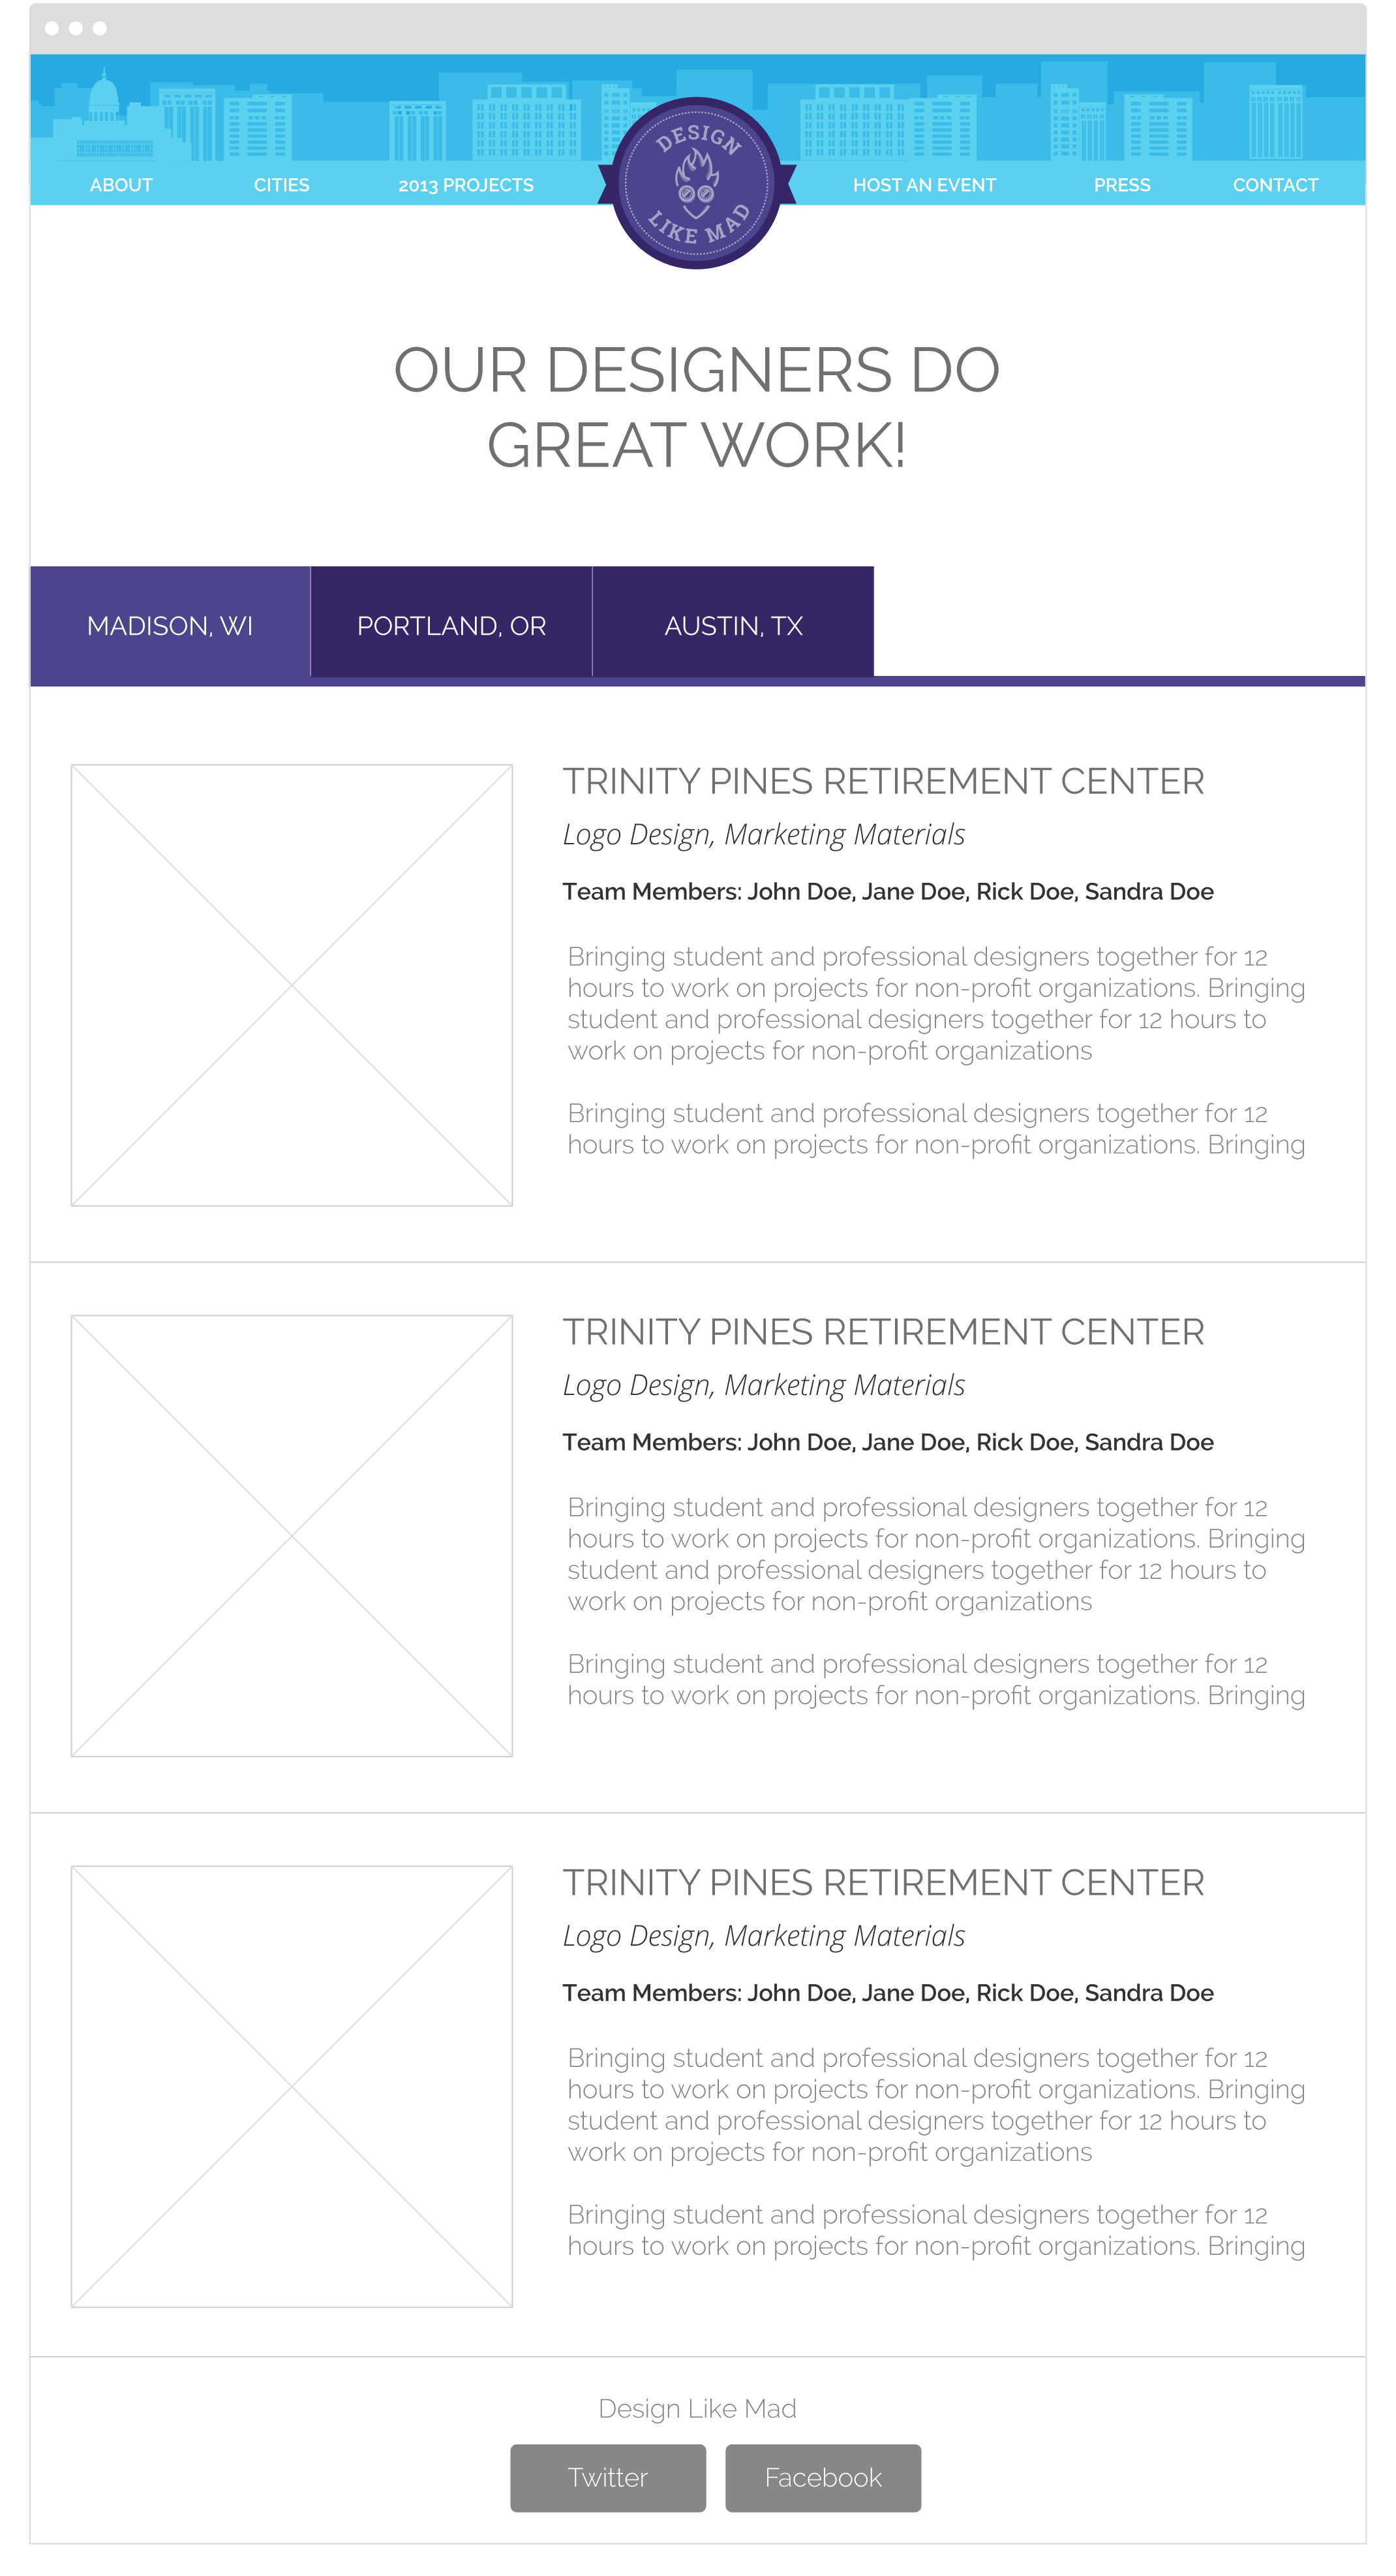 ABOUT
CITIES
2013 PROJECTS
DESIGN
LIKE MAD
HOST AN EVENT
PRESS
CONTACT
OUR DESIGNERS DO
GREAT WORK!
MADISON, WI
PORTLAND, OR
AUSTIN, TX
TRINITY PINES RETIREMENT CENTER
Logo Design, Marketing Materials
Team Members: John Doe, Jane Doe, Rick Doe, Sandra Doe
Bringing student and professional designers together for 12
hours to work on projects for non-profit organizations. Bringing
student and professional designers together for 12 hours to
work on projects for non-profit organizations
Bringing student and professional designers together for 12
hours to work on projects for non-profit organizations. Bringing
TRINITY PINES RETIREMENT CENTER
Logo Design, Marketing Materials
Team Members: John Doe, Jane Doe, Rick Doe, Sandra Doe
Bringing student and professional designers together for 12
hours to work on projects for non-profit organizations. Bringing
student and professional designers together for 12 hours to
work on projects for non-profit organizations
Bringing student and professional designers together for 12
hours to work on projects for non-profit organizations. Bringing
TRINITY PINES RETIREMENT CENTER
Logo Design, Marketing Materials
Team Members: John Doe, Jane Doe, Rick Doe, Sandra Doe
Bringing student and professional designers together for 12
hours to work on projects for non-profit organizations. Bringing
student and professional designers together for 12 hours to
work on projects for non-profit organizations
Bringing student and professional designers together for 12
hours to work on projects for non-profit organizations. Bringing
Design Like Mad
Twitter
Facebook